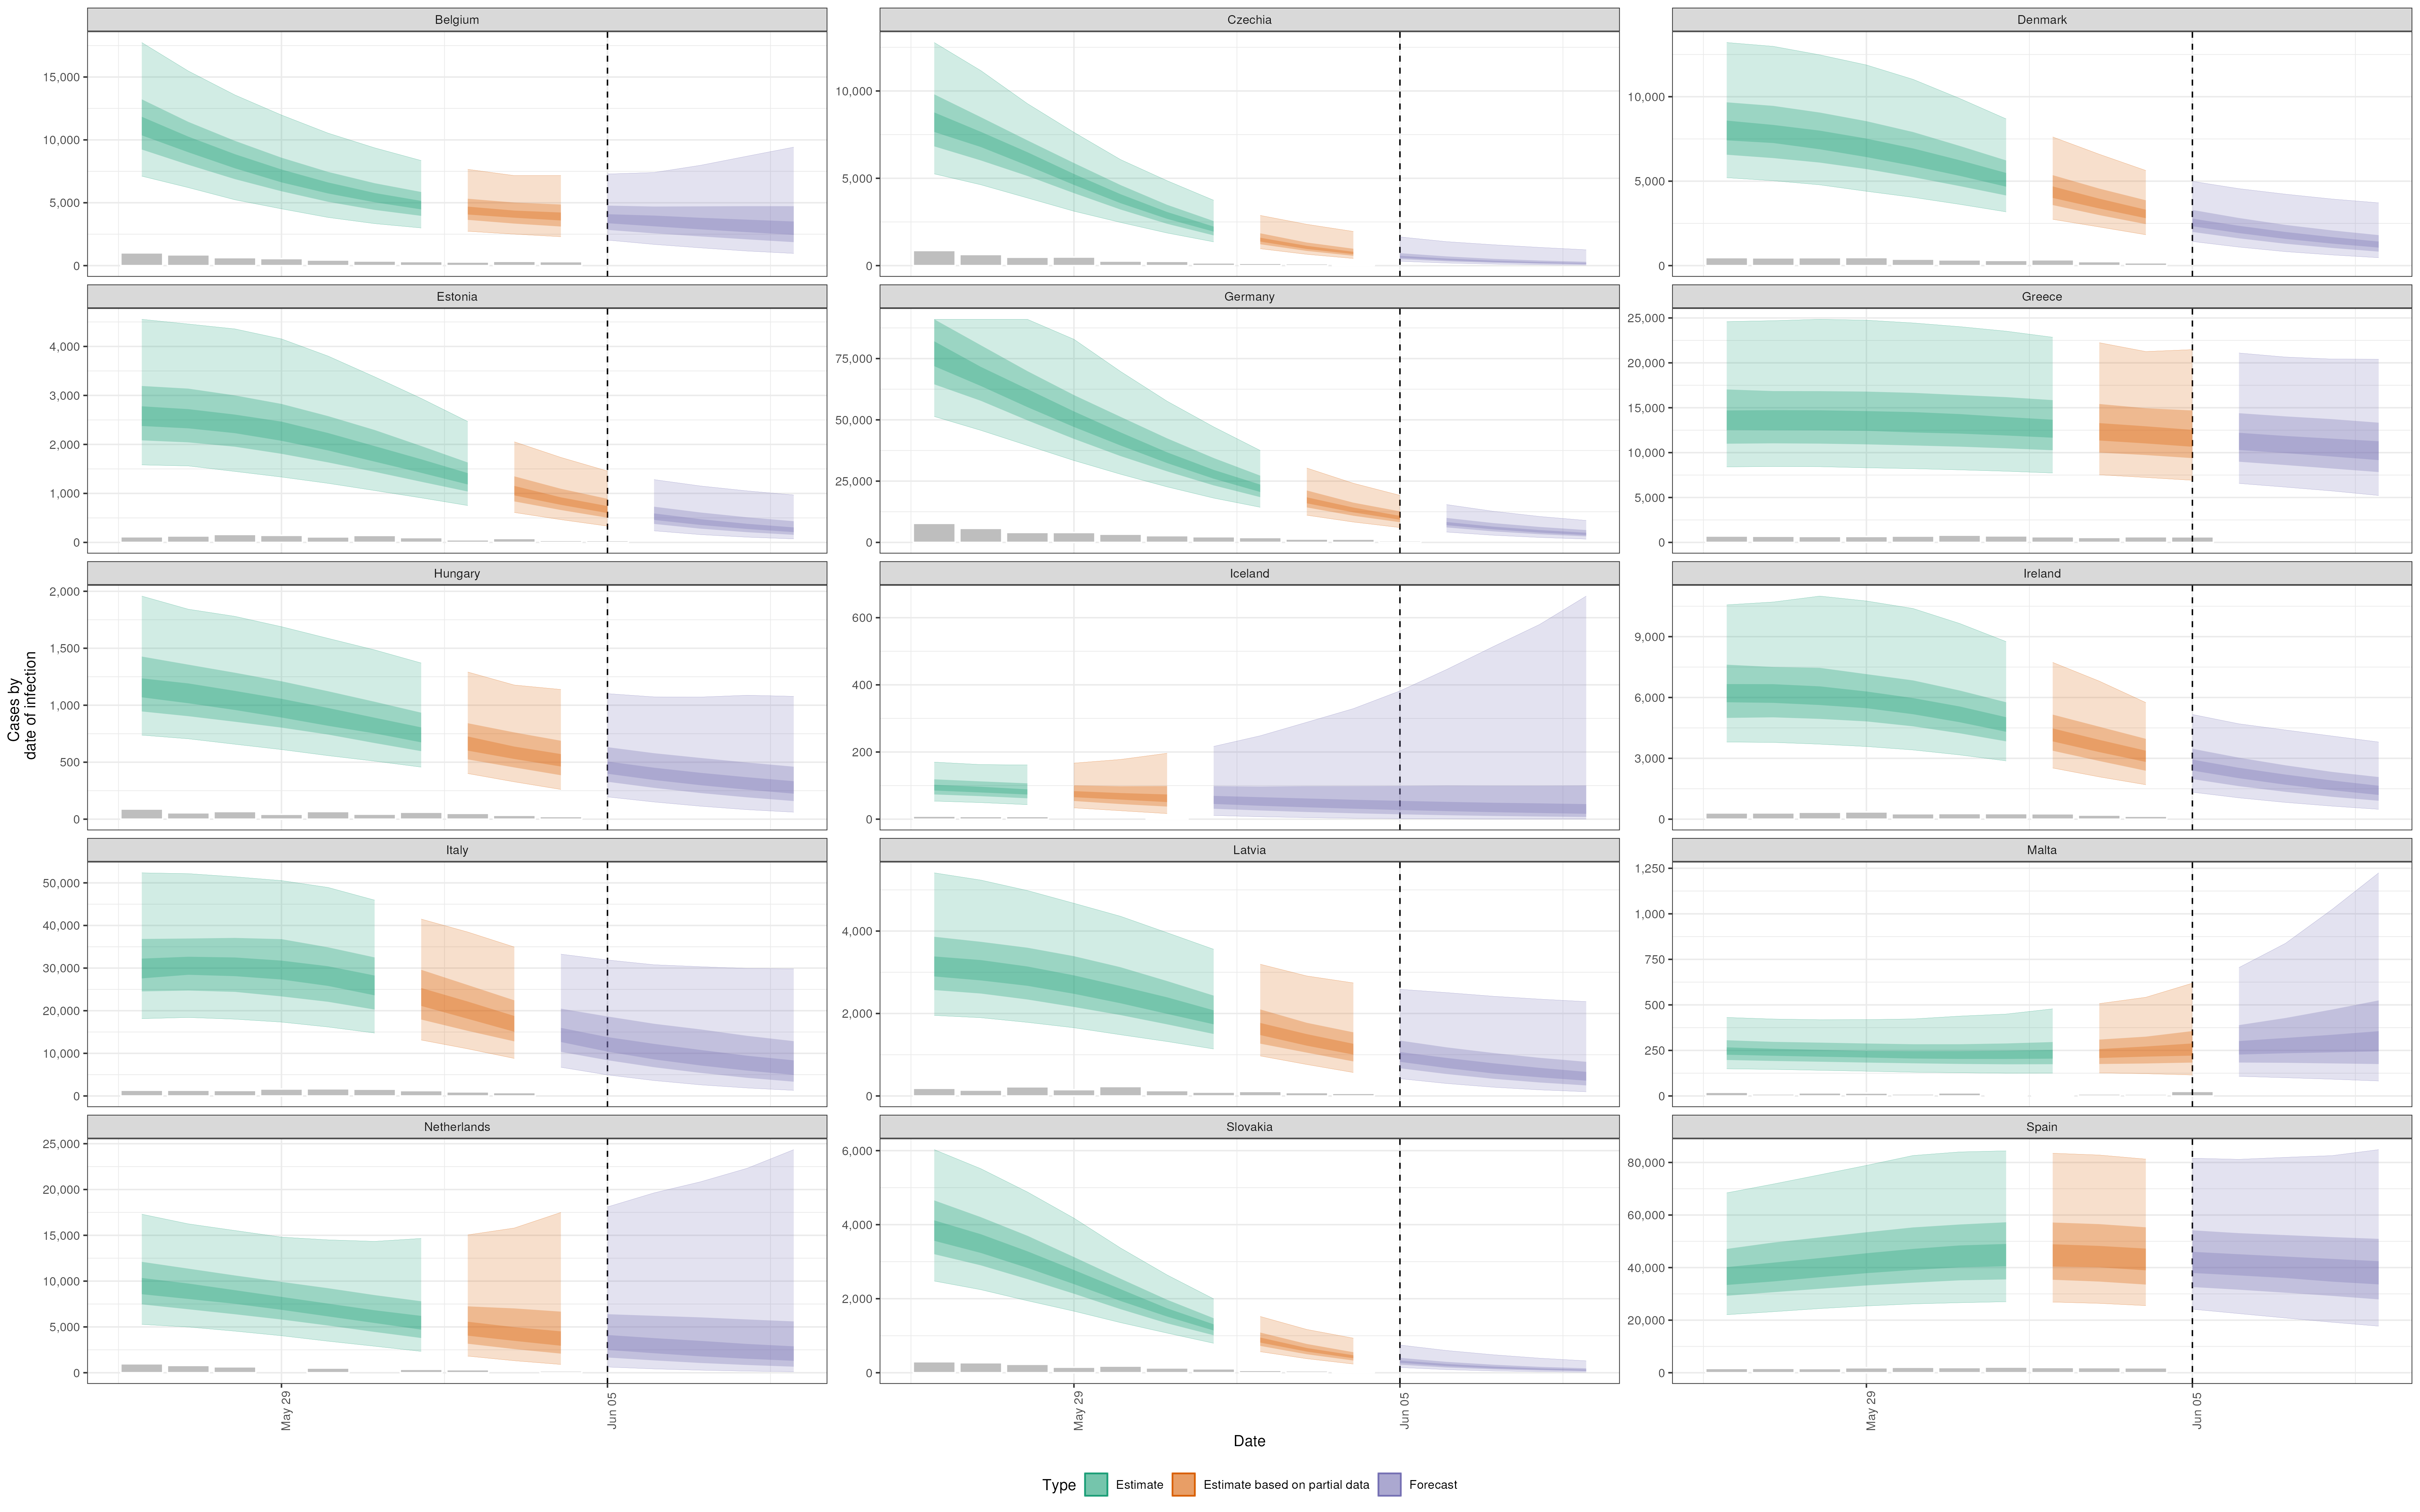 Belgium
Czechia
Denmark
15,000
10,000
5,000
0
10,000
5,000
0
10,000
5,000
0
Estonia
Germany
Greece
4,000
3,000
2,000
1,000
0
75,000
50,000
25,000
0
25,000
20,000
15,000
10,000
5,000
0
Hungary
Iceland
Ireland
2,000
1,500
1,000
500
0
600
400
200
0
9,000
6,000
3,000
0
Cases by
date of infection
Italy
Latvia
Malta
50,000
40,000
30,000
20,000
10,000
0
4,000
2,000
0
1,250
1,000
750
500
250
0
Netherlands
Slovakia
Spain
25,000
20,000
15,000
10,000
5,000
0
6,000
4,000
2,000
0
80,000
60,000
40,000
20,000
0
May 29
Jun 05
May 29
Jun 05
May 29
Jun 05
Date
Type Estimate Estimate based on partial data Forecast